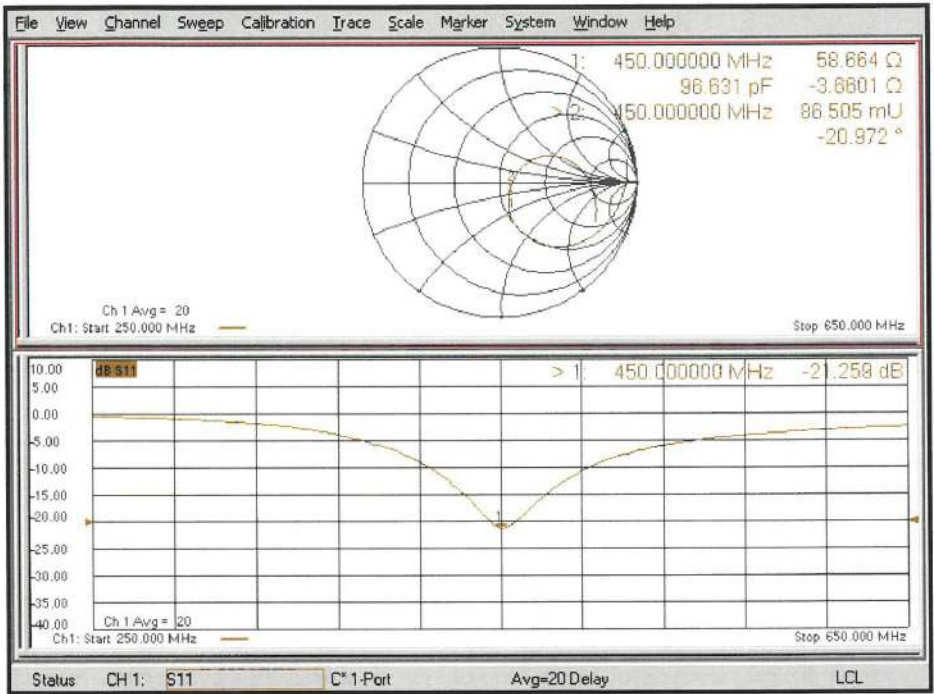 File View Channel Sweep Calibration Trace Scale Marker System Window Help
1: 450.000000 MHz 58.664 Ω
96.631 pF -3.6601 Ω
> 2: 450.000000 MHz 86.505 mU
-20.972 °
Ch 1 Avg = 20
Ch1: Start 250.000 MHz
Stop 650.000 MHz
10.00 dB S11
> 1: 450.000000 MHz -21.259 dB
5.00
0.00
-5.00
-10.00
-15.00
-20.00
1
-25.00
-30.00
-35.00
-40.00
Ch 1 Avg = 20
Ch1: Start 250.000 MHz
Stop 650.000 MHz
Status CH 1: S11 C* 1-Port Avg=20 Delay LCL